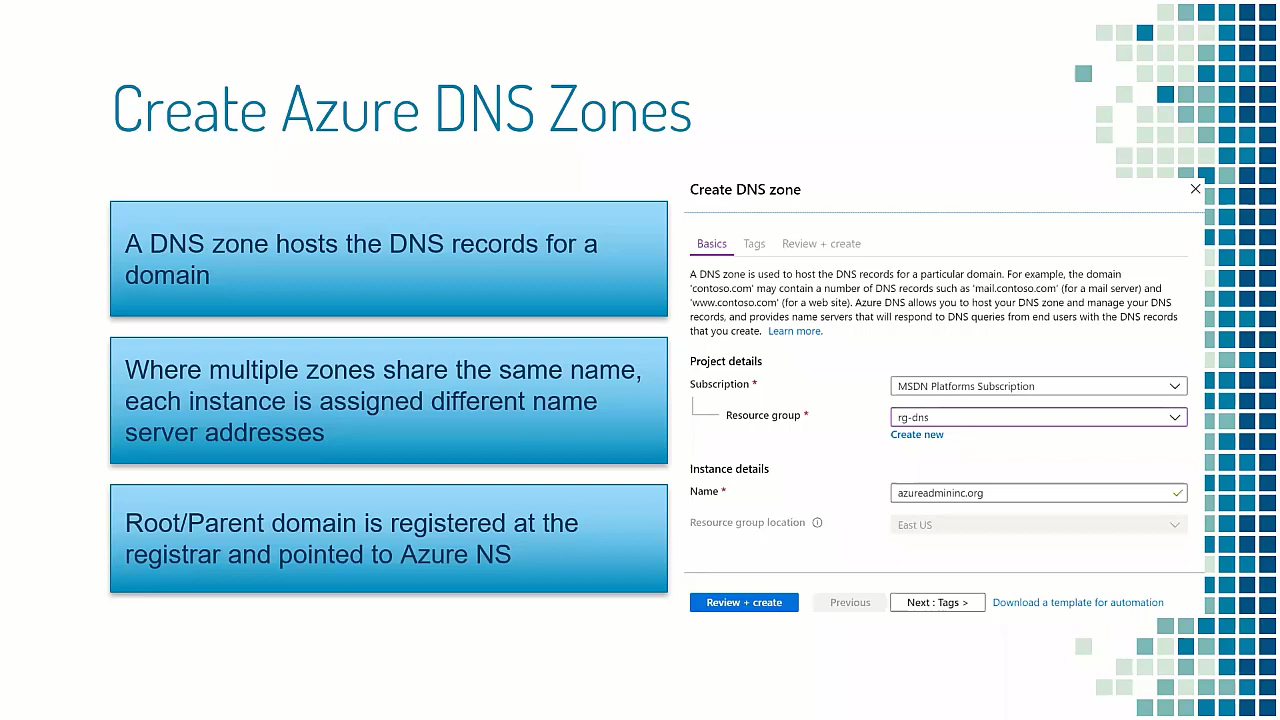 Create Azure DNS Zones
A DNS zone hosts the DNS records for a
domain
Where multiple zones share the same name,
each instance is assigned different name
server addresses
Root/Parent domain is registered at the
registrar and pointed to Azure NS
Create DNS zone
Basics Tags Review + create
A DNS zone is used to host the DNS records for a particular domain. For example, the domain
'contoso.com' may contain a number of DNS records such as 'mail.contoso.com' (for a mail server) and
'www.contoso.com' (for a web site). Azure DNS allows you to host your DNS zone and manage your DNS
records, and provides name servers that will respond to DNS queries from end users with the DNS records
that you create. Learn more.
Project details
Subscription * MSDN Platforms Subscription
Resource group * rg-dns
Create new
Instance details
Name * azureadmininc.org
Resource group location East US
Review + create Previous Next : Tags > Download a template for automation